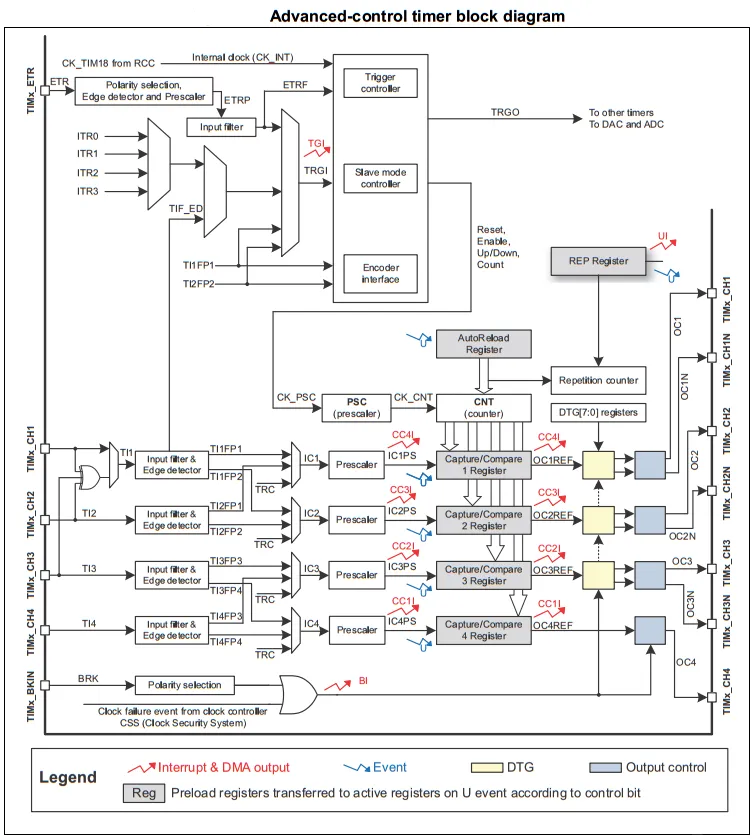 Advanced-control timer block diagram
CK_TIM18 from RCC
Internal clock (CK_INT)
TIMx_ETR
ETR
Polarity selection,
Edge detector and Prescaler
ETRP
Input filter
ETRF
Trigger
controller
TRGO
To other timers
To DAC and ADC
ITR0
ITR1
ITR2
ITR3
TIF_ED
TGI
TRGI
Slave mode
controller
TI1FP1
TI2FP2
Encoder
interface
Reset,
Enable,
Up/Down,
Count
REP Register
UI
AutoReload
Register
Repetition counter
CK_PSC
PSC
(prescaler)
CK_CNT
CNT
(counter)
DTG[7:0] registers
OC1
TIMx_CH1
OC1N
TIMx_CH1N
TIMx_CH1
TI1
Input filter &
Edge detector
TI1FP1
TI1FP2
TRC
IC1
Prescaler
CC4I
IC1PS
Capture/Compare
1 Register
CC4I
OC1REF
OC2
TIMx_CH2
TIMx_CH2
TI2
Input filter &
Edge detector
TI2FP1
TI2FP2
TRC
IC2
Prescaler
CC3I
IC2PS
Capture/Compare
2 Register
CC3I
OC2REF
OC2N
TIMx_CH2N
TIMx_CH3
TI3
Input filter &
Edge detector
TI3FP3
TI3FP4
TRC
IC3
Prescaler
CC2I
IC3PS
Capture/Compare
3 Register
CC2I
OC3REF
OC3
TIMx_CH3
OC3N
TIMx_CH3N
TIMx_CH4
TI4
Input filter &
Edge detector
TI4FP3
TI4FP4
TRC
IC4
Prescaler
CC1I
IC4PS
Capture/Compare
4 Register
CC1I
OC4REF
OC4
TIMx_CH4
TIMx_BKIN
BRK
Polarity selection
BI
Clock failure event from clock controller
CSS (Clock Security System)
Legend
Interrupt & DMA output
Event
DTG
Output control
Reg
Preload registers transferred to active registers on U event according to control bit